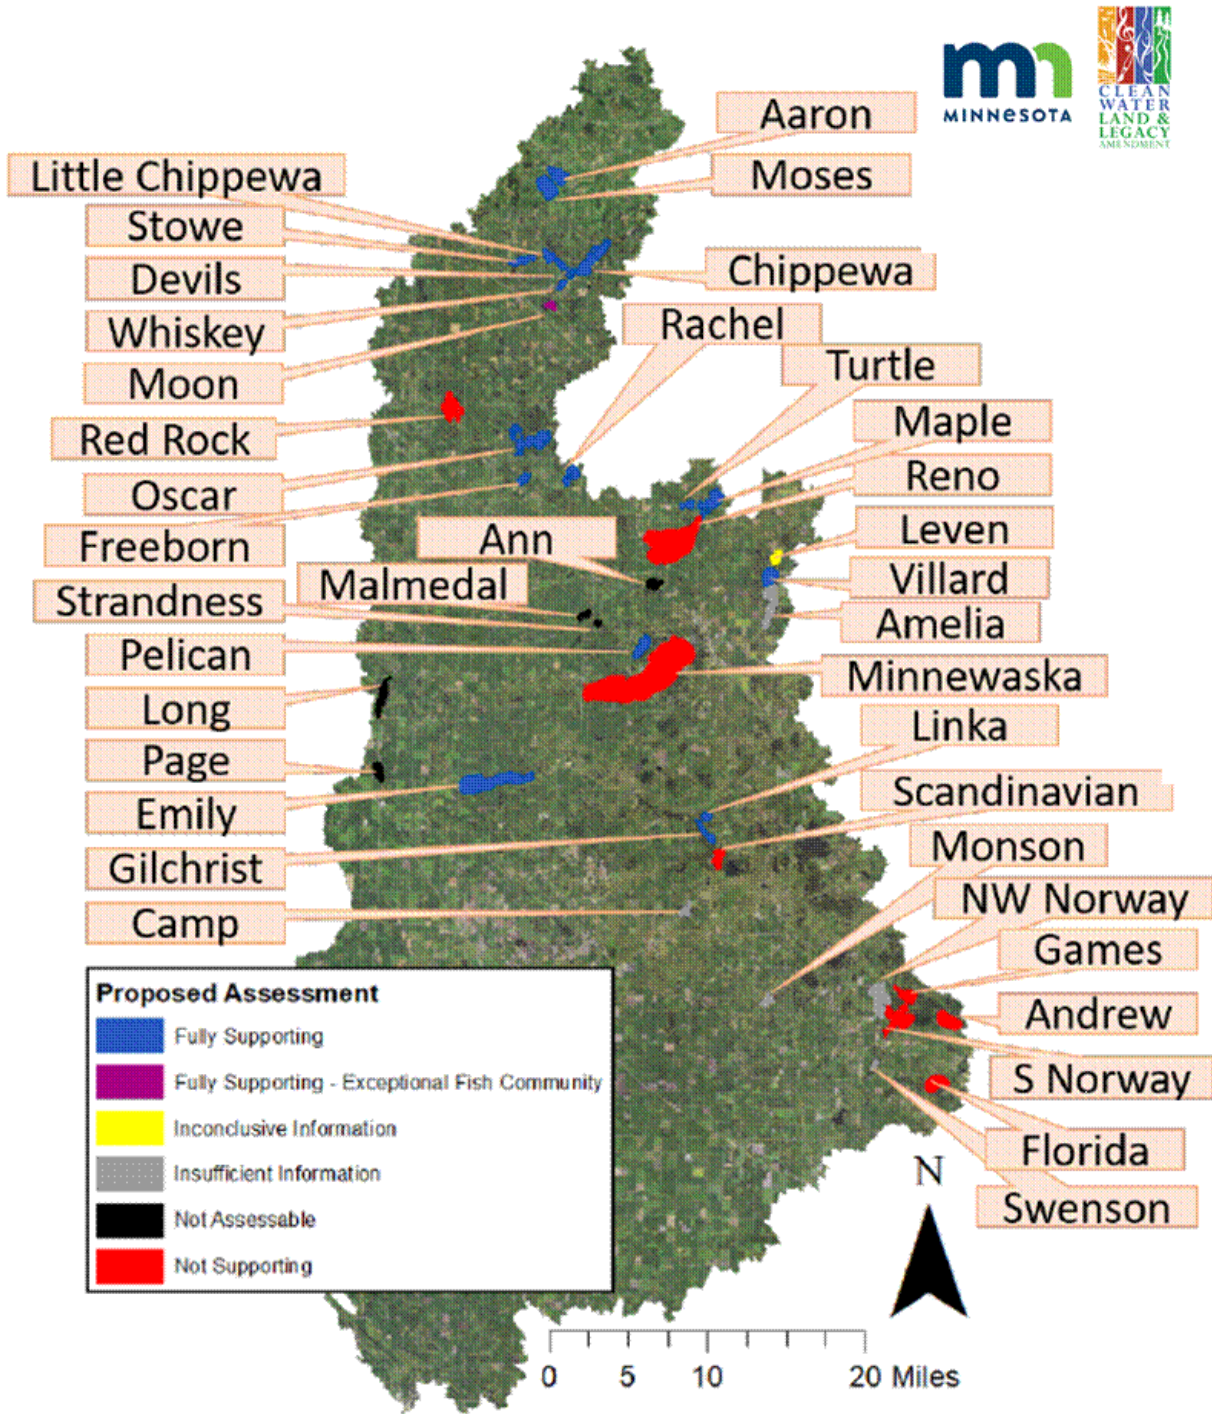 MINNESOTA
CLEAN
WATER
LAND &
LEGACY
AMENDMENT
Aaron
Moses
Little Chippewa
Stowe
Devils
Chippewa
Whiskey
Rachel
Moon
Turtle
Red Rock
Maple
Oscar
Reno
Freeborn
Ann
Leven
Malmedal
Villard
Strandness
Amelia
Pelican
Minnewaska
Long
Linka
Page
Scandinavian
Emily
Monson
Gilchrist
NW Norway
Camp
Games
Andrew
S Norway
Florida
Swenson
Proposed Assessment
Fully Supporting
Fully Supporting - Exceptional Fish Community
Inconclusive Information
Insufficient Information
Not Assessable
Not Supporting
N
0 5 10 20 Miles